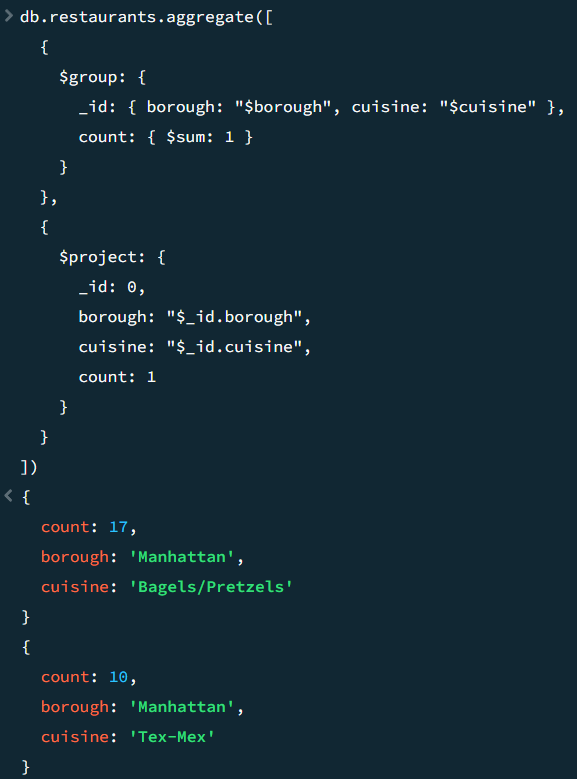 db.restaurants.aggregate([
  {
    $group: {
      _id: { borough: "$borough", cuisine: "$cuisine" },
      count: { $sum: 1 }
    }
  },
  {
    $project: {
      _id: 0,
      borough: "$_id.borough",
      cuisine: "$_id.cuisine",
      count: 1
    }
  }
])
{
  count: 17,
  borough: 'Manhattan',
  cuisine: 'Bagels/Pretzels'
}
{
  count: 10,
  borough: 'Manhattan',
  cuisine: 'Tex-Mex'
}